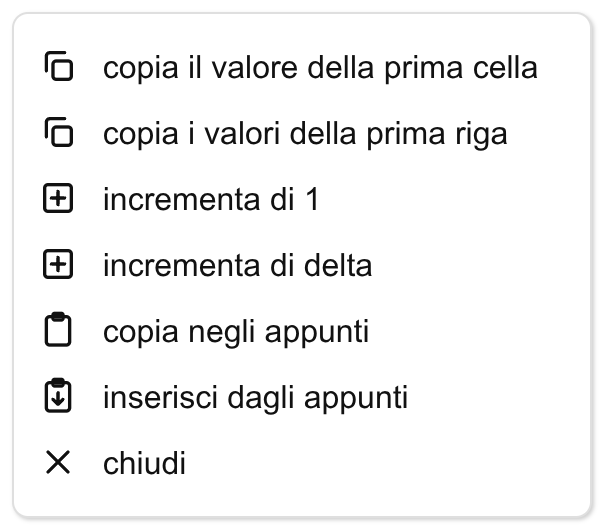 copia il valore della prima cella
copia i valori della prima riga
incrementa di 1
incrementa di delta
copia negli appunti
inserisci dagli appunti
chiudi